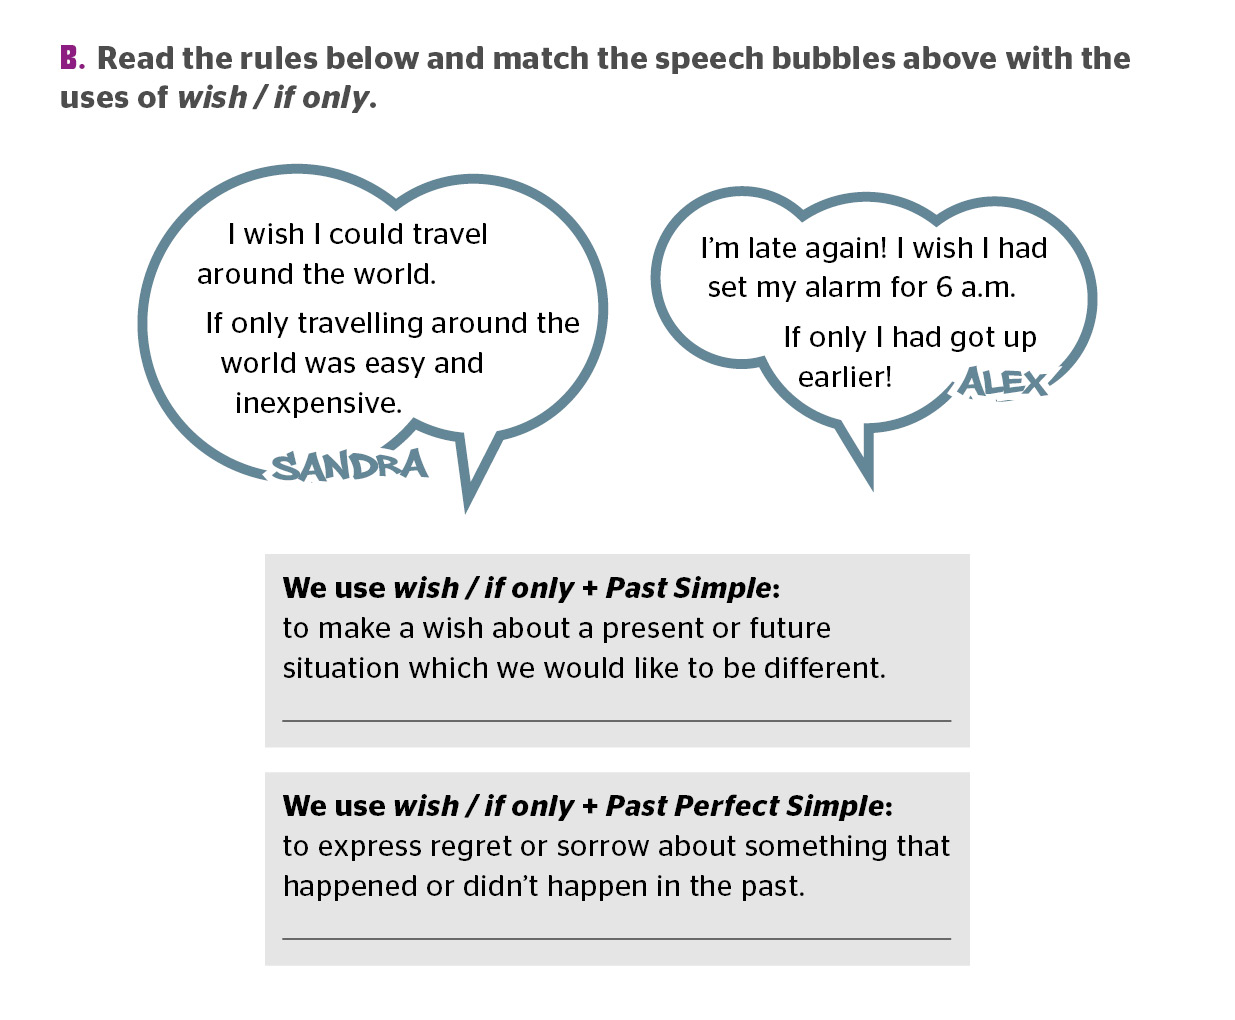 B. Read the rules below and match the speech bubbles above with the
uses of wish / if only.
I wish I could travel
around the world.
If only travelling around the
world was easy and
inexpensive.
SANDRA
I'm late again! I wish I had
set my alarm for 6 a.m.
If only I had got up
earlier!
ALEX
We use wish / if only + Past Simple:
to make a wish about a present or future
situation which we would like to be different.
We use wish / if only + Past Perfect Simple:
to express regret or sorrow about something that
happened or didn't happen in the past.